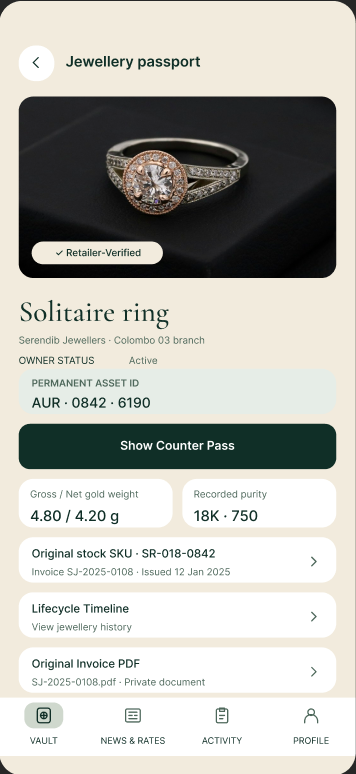 Jewellery passport
✓ Retailer-Verified
Solitaire ring
Serendib Jewellers · Colombo 03 branch
OWNER STATUS Active
PERMANENT ASSET ID
AUR · 0842 · 6190
Show Counter Pass
Gross / Net gold weight
4.80 / 4.20 g
Recorded purity
18K · 750
Original stock SKU · SR-018-0842
Invoice SJ-2025-0108 · Issued 12 Jan 2025
Lifecycle Timeline
View jewellery history
Original Invoice PDF
SJ-2025-0108.pdf · Private document
VAULT
NEWS & RATES
ACTIVITY
PROFILE